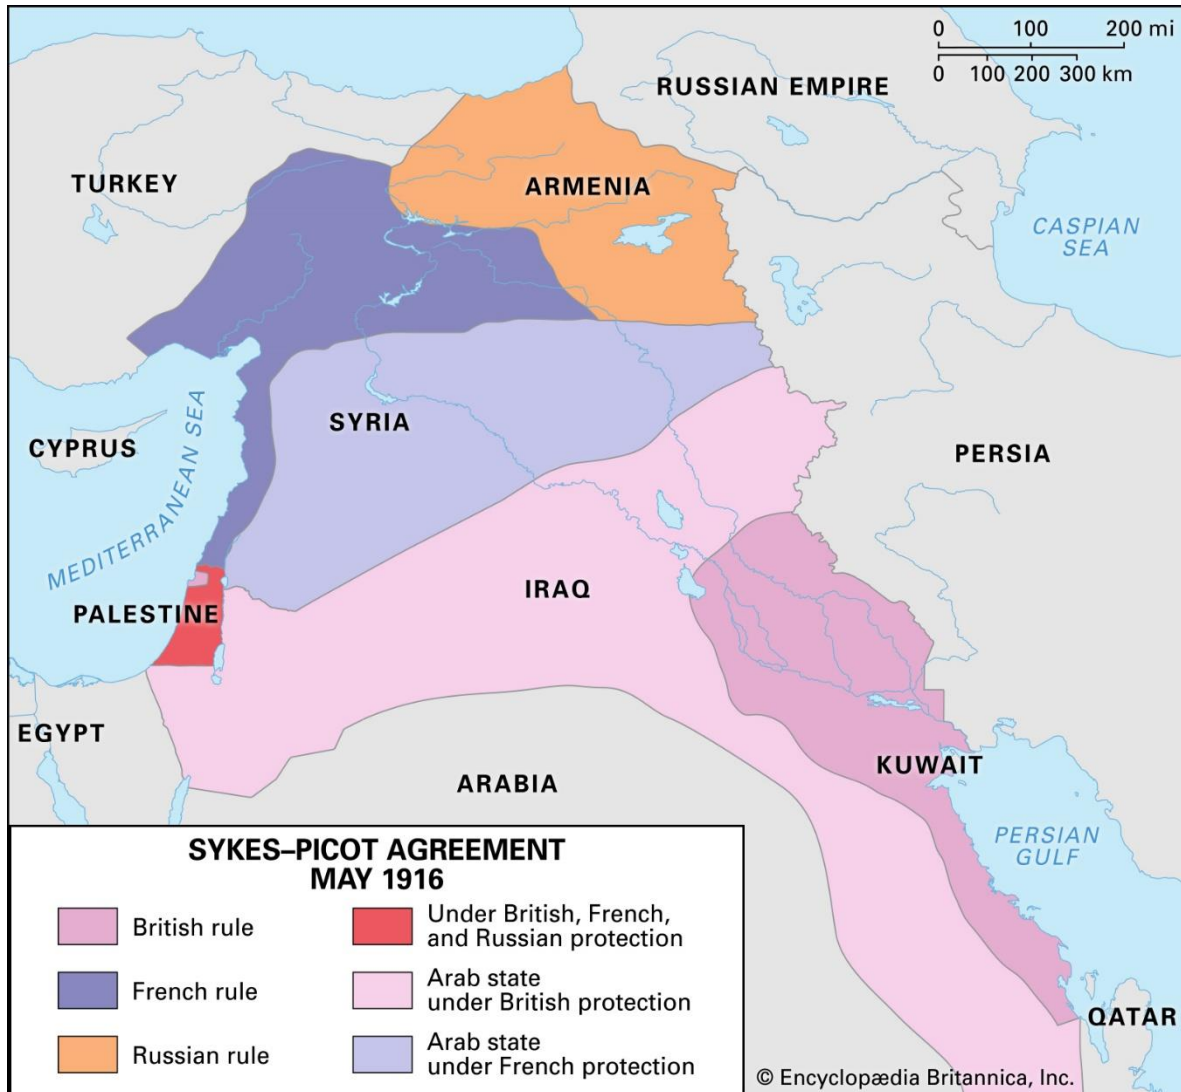 0 100 200 mi
0 100 200 300 km
RUSSIAN EMPIRE
TURKEY
ARMENIA
CASPIAN
SEA
SYRIA
CYPRUS
MEDITERRANEAN SEA
PERSIA
IRAQ
PALESTINE
EGYPT
KUWAIT
ARABIA
PERSIAN
GULF
QATAR
SYKES–PICOT AGREEMENT
MAY 1916
British rule
French rule
Russian rule
Under British, French,
and Russian protection
Arab state
under British protection
Arab state
under French protection
© Encyclopædia Britannica, Inc.